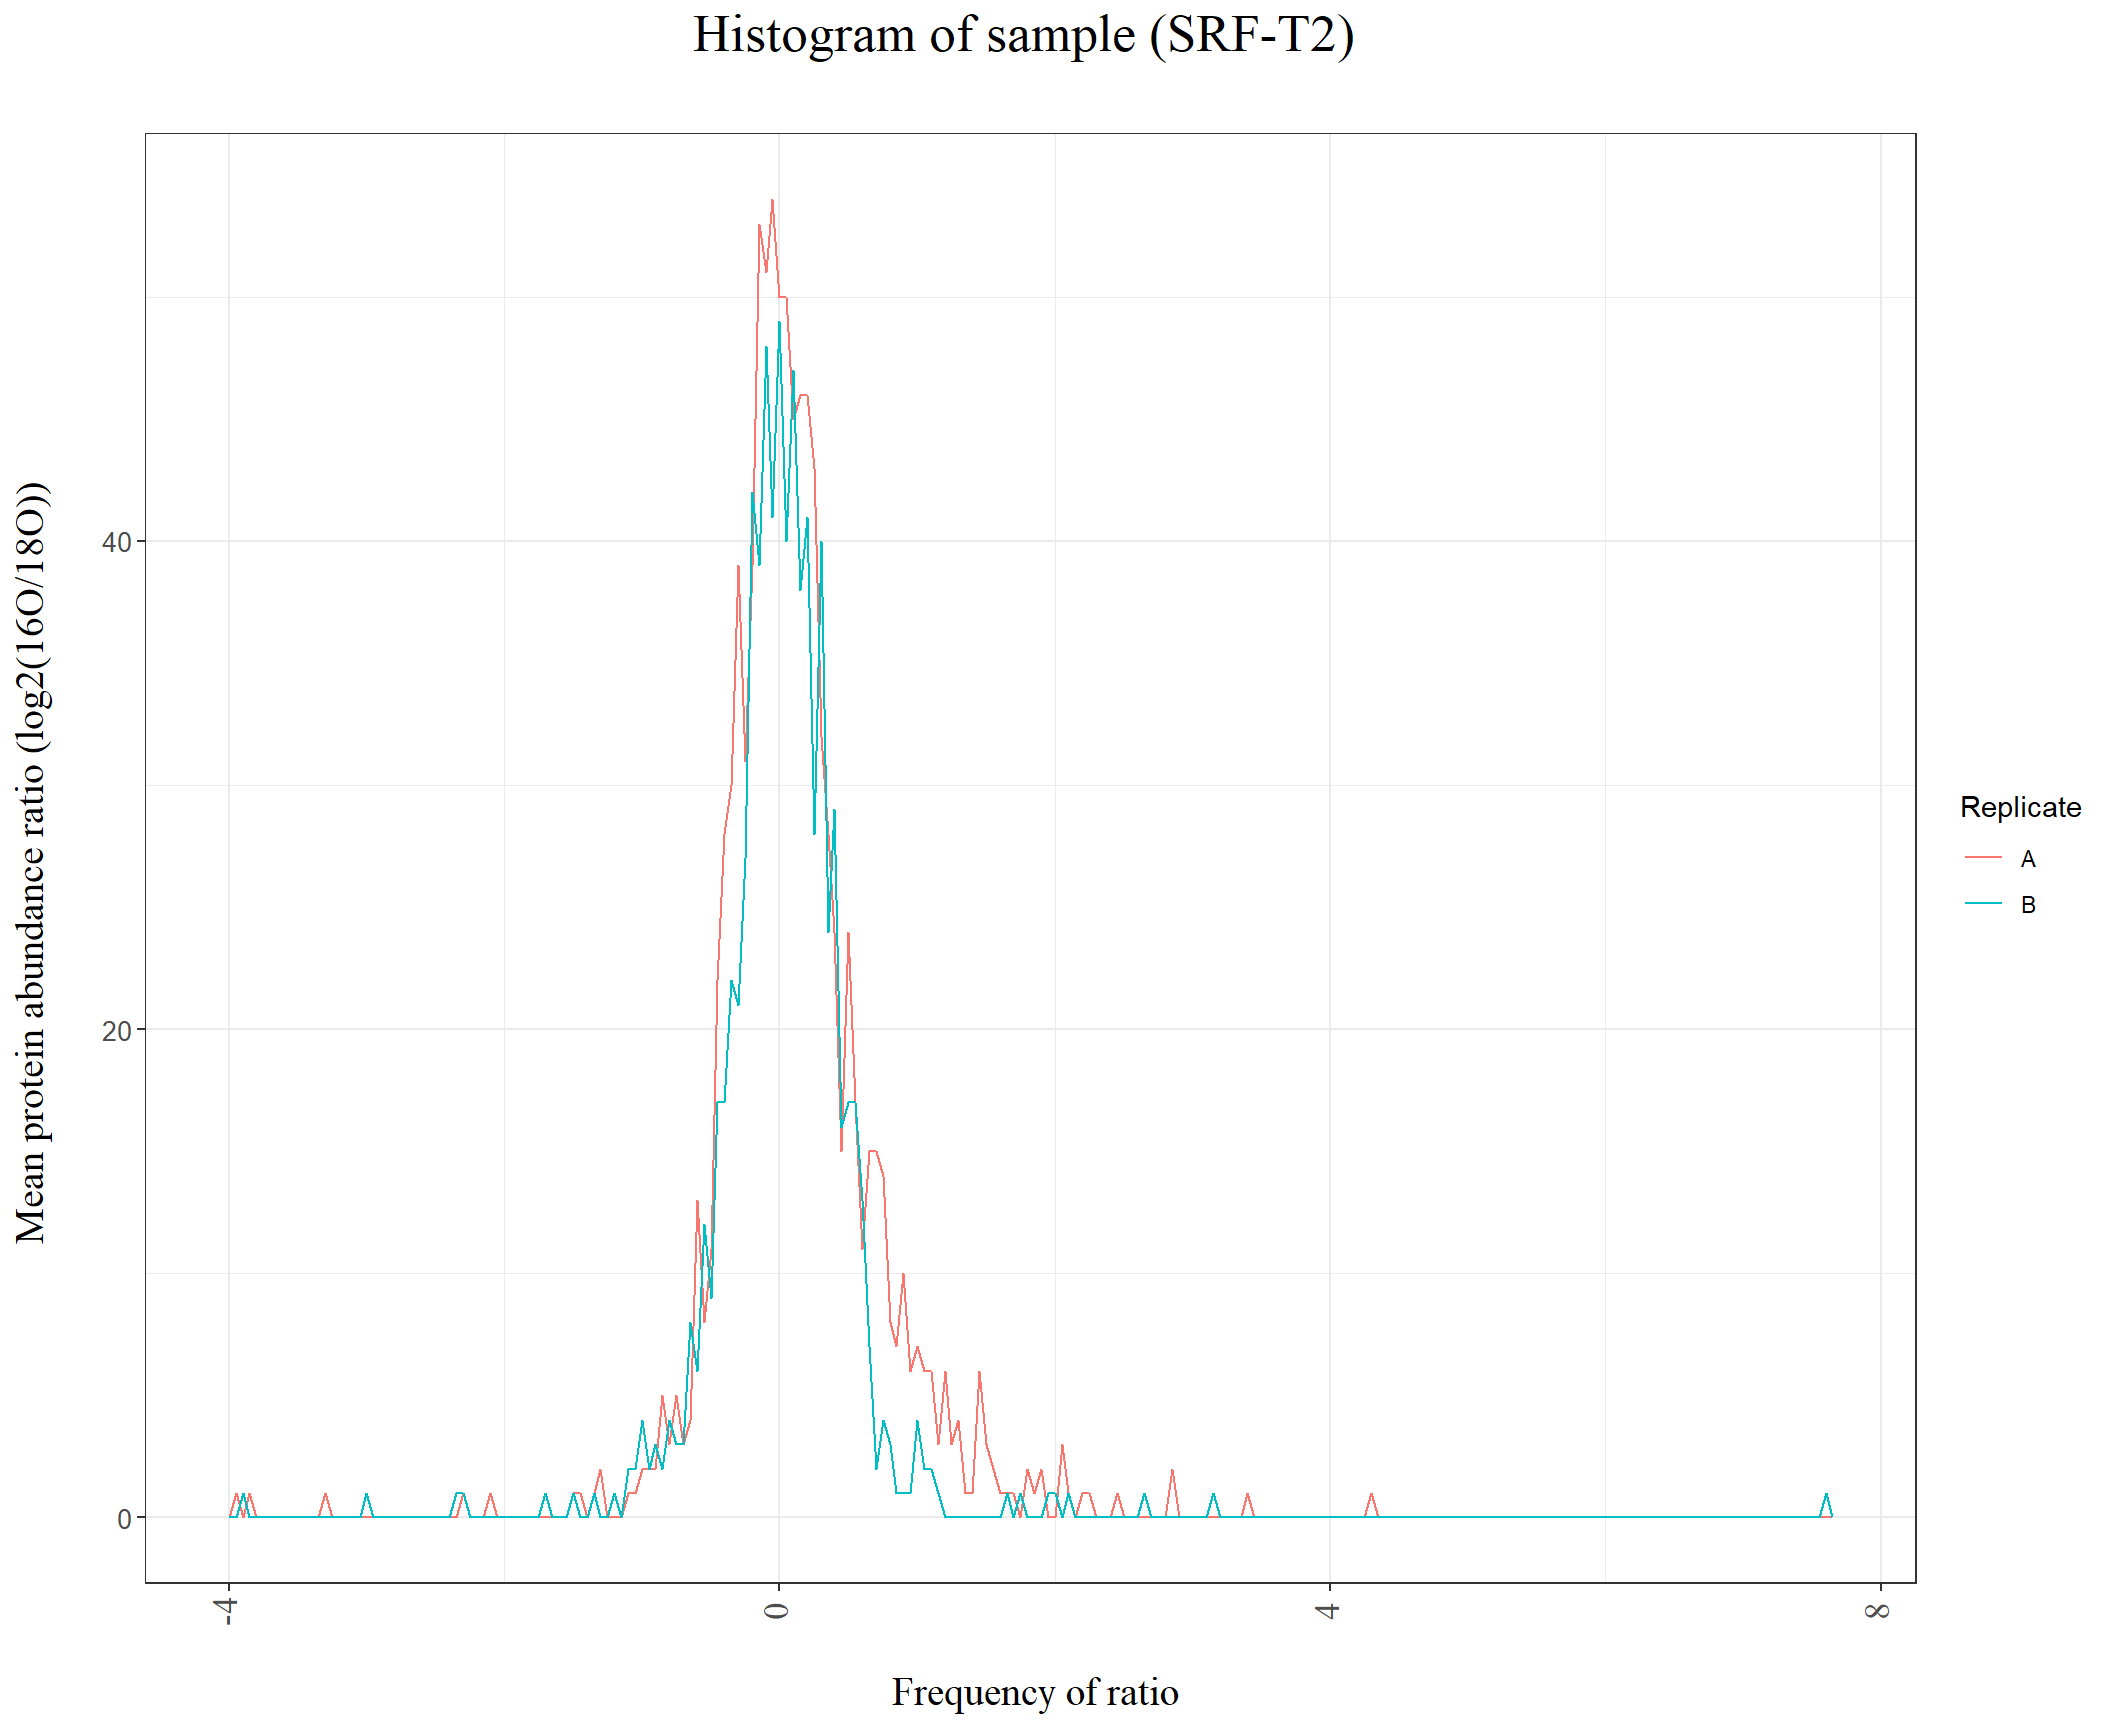 Histogram of sample (SRF-T2)
Mean protein abundance ratio (log2(16O/18O))
40
20
0
-4
0
4
8
Frequency of ratio
Replicate
A
B